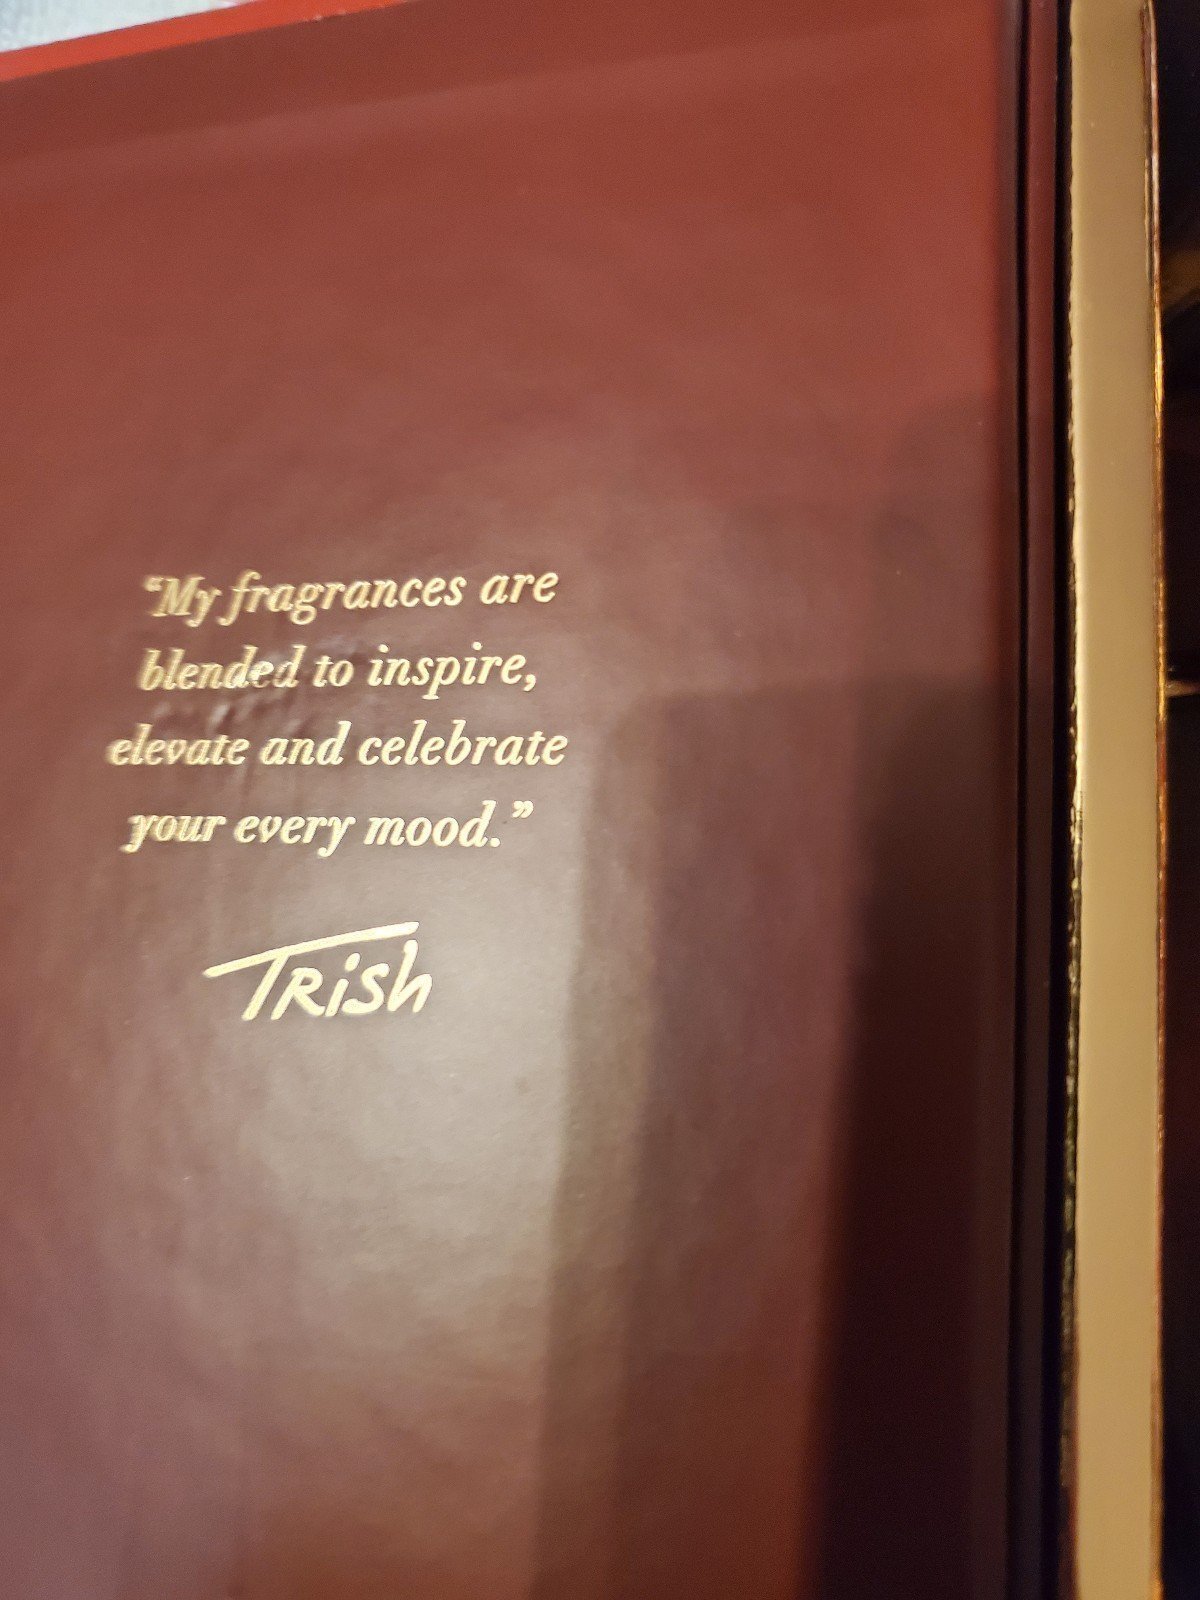 “My fragrances are
blended to inspire,
elevate and celebrate
your every mood.”
TRiSh